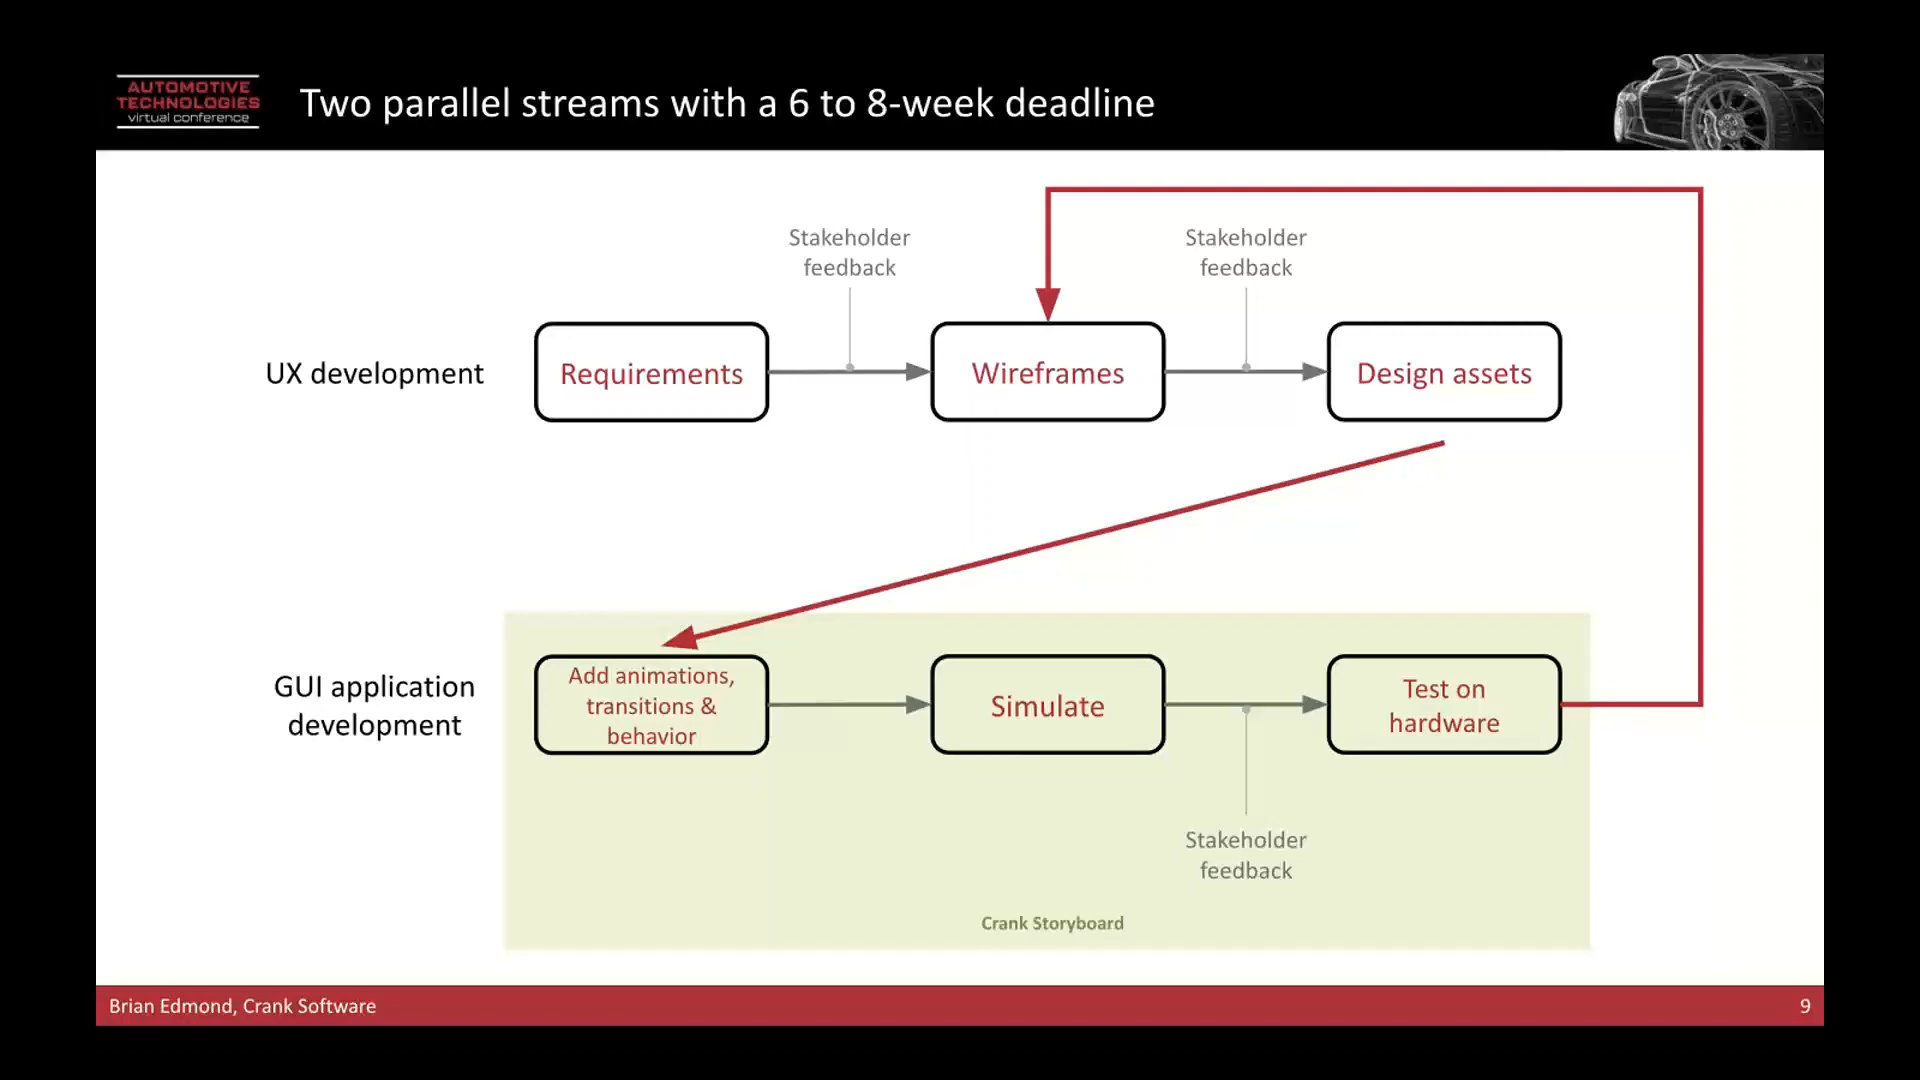 AUTOMOTIVE
TECHNOLOGIES
virtual conference
Two parallel streams with a 6 to 8-week deadline
Stakeholder
feedback
Stakeholder
feedback
UX development
Requirements
Wireframes
Design assets
GUI application
development
Add animations,
transitions &
behavior
Simulate
Test on
hardware
Stakeholder
feedback
Crank Storyboard
Brian Edmond, Crank Software
9